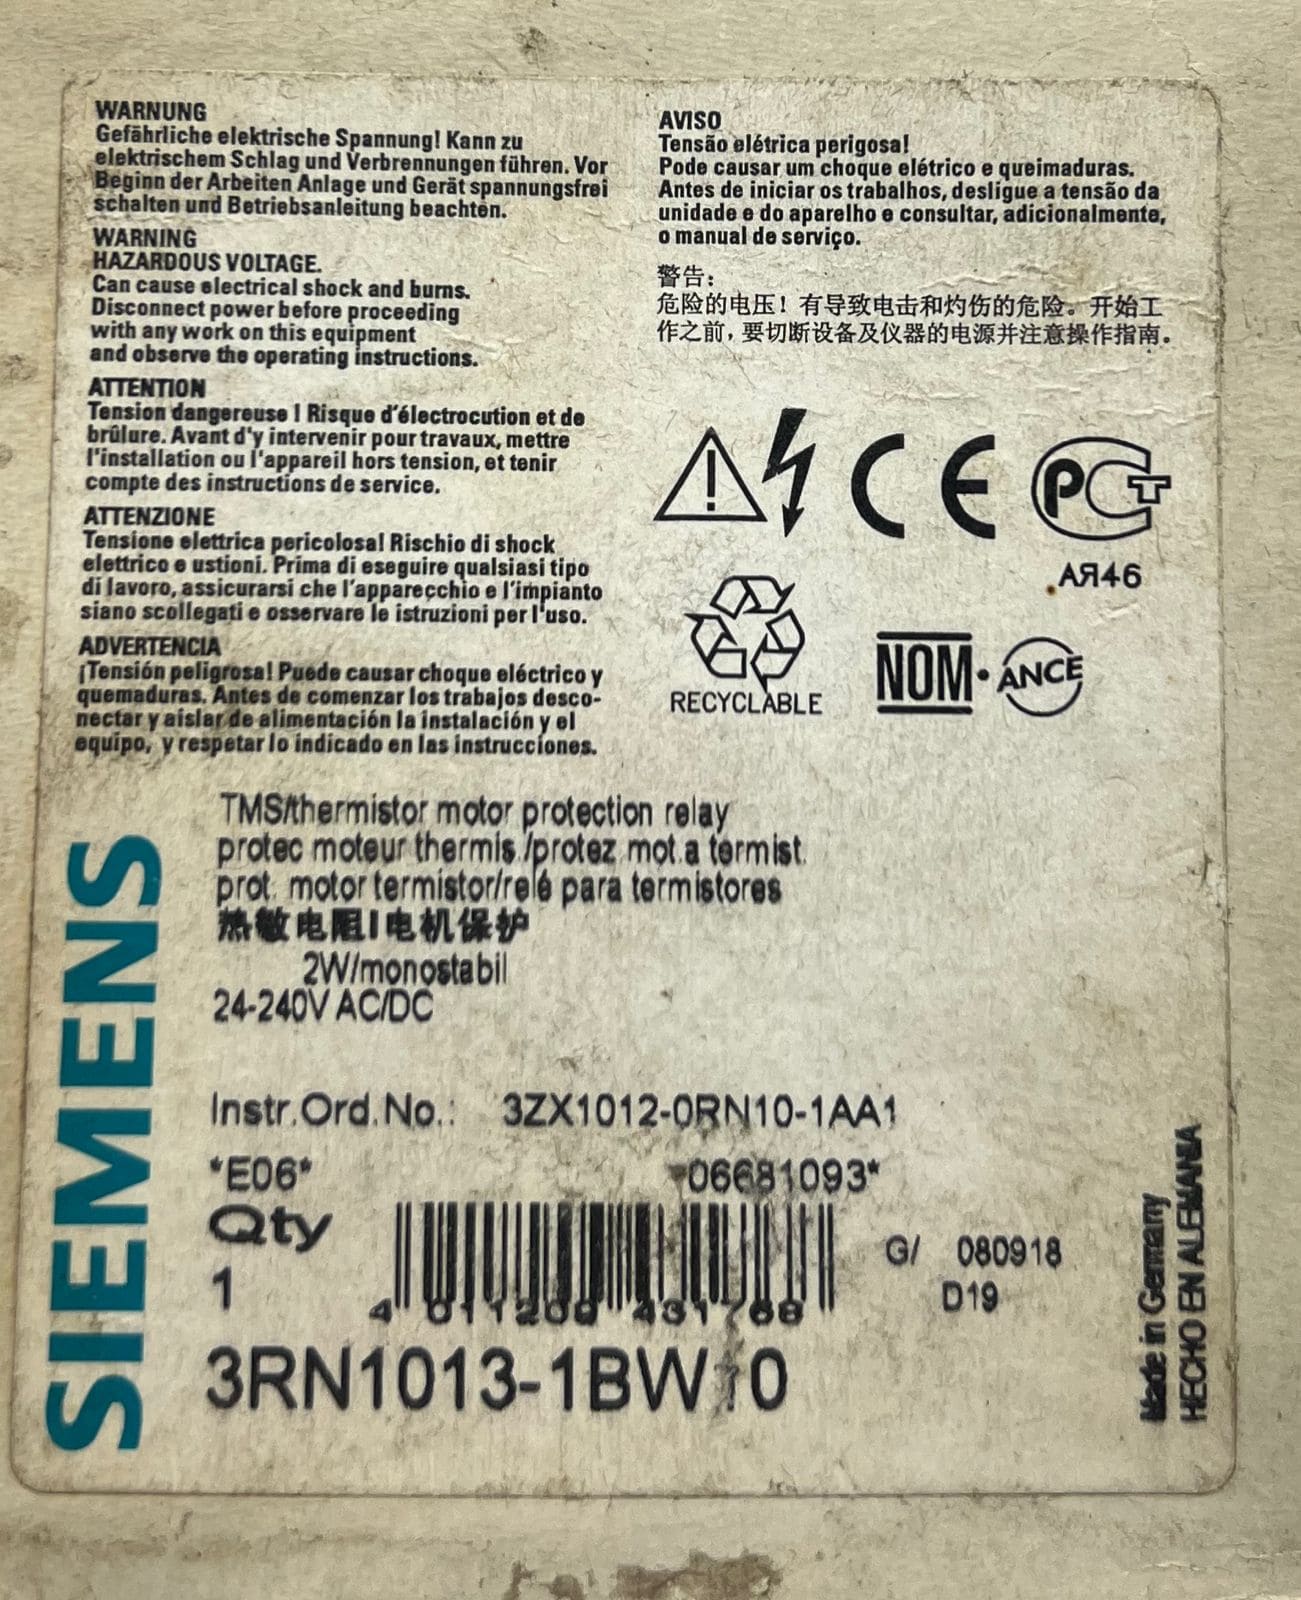 WARNUNG
Gefährliche elektrische Spannung! Kann zu
elektrischem Schlag und Verbrennungen führen. Vor
Beginn der Arbeiten Anlage und Gerät spannungsfrei
schalten und Betriebsanleitung beachten.
WARNING
HAZARDOUS VOLTAGE.
Can cause electrical shock and burns.
Disconnect power before proceeding
with any work on this equipment
and observe the operating instructions.
ATTENTION
Tension dangereuse ! Risque d'électrocution et de
brûlure. Avant d'y intervenir pour travaux, mettre
l'installation ou l'appareil hors tension, et tenir
compte des instructions de service.
ATTENZIONE
Tensione elettrica pericolosa! Rischio di shock
elettrico e ustioni. Prima di eseguire qualsiasi tipo
di lavoro, assicurarsi che l'apparecchio e l'impianto
siano scollegati e osservare le istruzioni per l'uso.
ADVERTENCIA
¡Tensión peligrosa! Puede causar choque eléctrico y
quemaduras. Antes de comenzar los trabajos desco-
nectar y aislar de alimentación la instalación y el
equipo, y respetar lo indicado en las instrucciones.
AVISO
Tensão elétrica perigosa!
Pode causar um choque elétrico e queimaduras.
Antes de iniciar os trabalhos, desligue a tensão da
unidade e do aparelho e consultar, adicionalmente,
o manual de serviço.
警告：
危险的电压！有导致电击和灼伤的危险。开始工
作之前，要切断设备及仪器的电源并注意操作指南。
CE
PCT
АЯ46
RECYCLABLE
NOM·ANCE
SIEMENS
TMS/thermistor motor protection relay
protec moteur thermis./protez mot.a termist.
prot. motor termistor/relé para termistores
热敏电阻|电机保护
2W/monostabil
24-240V AC/DC
Instr.Ord.No.: 3ZX1012-0RN10-1AA1
*E06* *06681093*
Qty
1
4 011209 431768
G/ 080918
D19
3RN1013-1BW10
Made in Germany
HECHO EN ALEMANIA